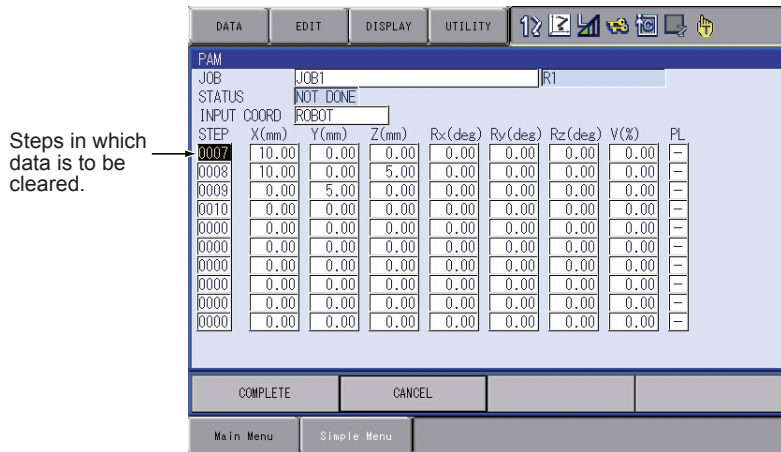 DATA EDIT DISPLAY UTILITY
PAM
JOB JOB1 R1
STATUS NOT DONE
INPUT COORD ROBOT
STEP X(mm) Y(mm) Z(mm) Rx(deg) Ry(deg) Rz(deg) V(%) PL
0007 10.00 0.00 0.00 0.00 0.00 0.00 0.00 –
0008 10.00 0.00 5.00 0.00 0.00 0.00 0.00 –
0009 0.00 5.00 0.00 0.00 0.00 0.00 0.00 –
0010 0.00 0.00 0.00 0.00 0.00 0.00 0.00 –
0000 0.00 0.00 0.00 0.00 0.00 0.00 0.00 –
0000 0.00 0.00 0.00 0.00 0.00 0.00 0.00 –
0000 0.00 0.00 0.00 0.00 0.00 0.00 0.00 –
0000 0.00 0.00 0.00 0.00 0.00 0.00 0.00 –
0000 0.00 0.00 0.00 0.00 0.00 0.00 0.00 –
0000 0.00 0.00 0.00 0.00 0.00 0.00 0.00 –
Steps in which
data is to be
cleared.
COMPLETE CANCEL
Main Menu Simple Menu